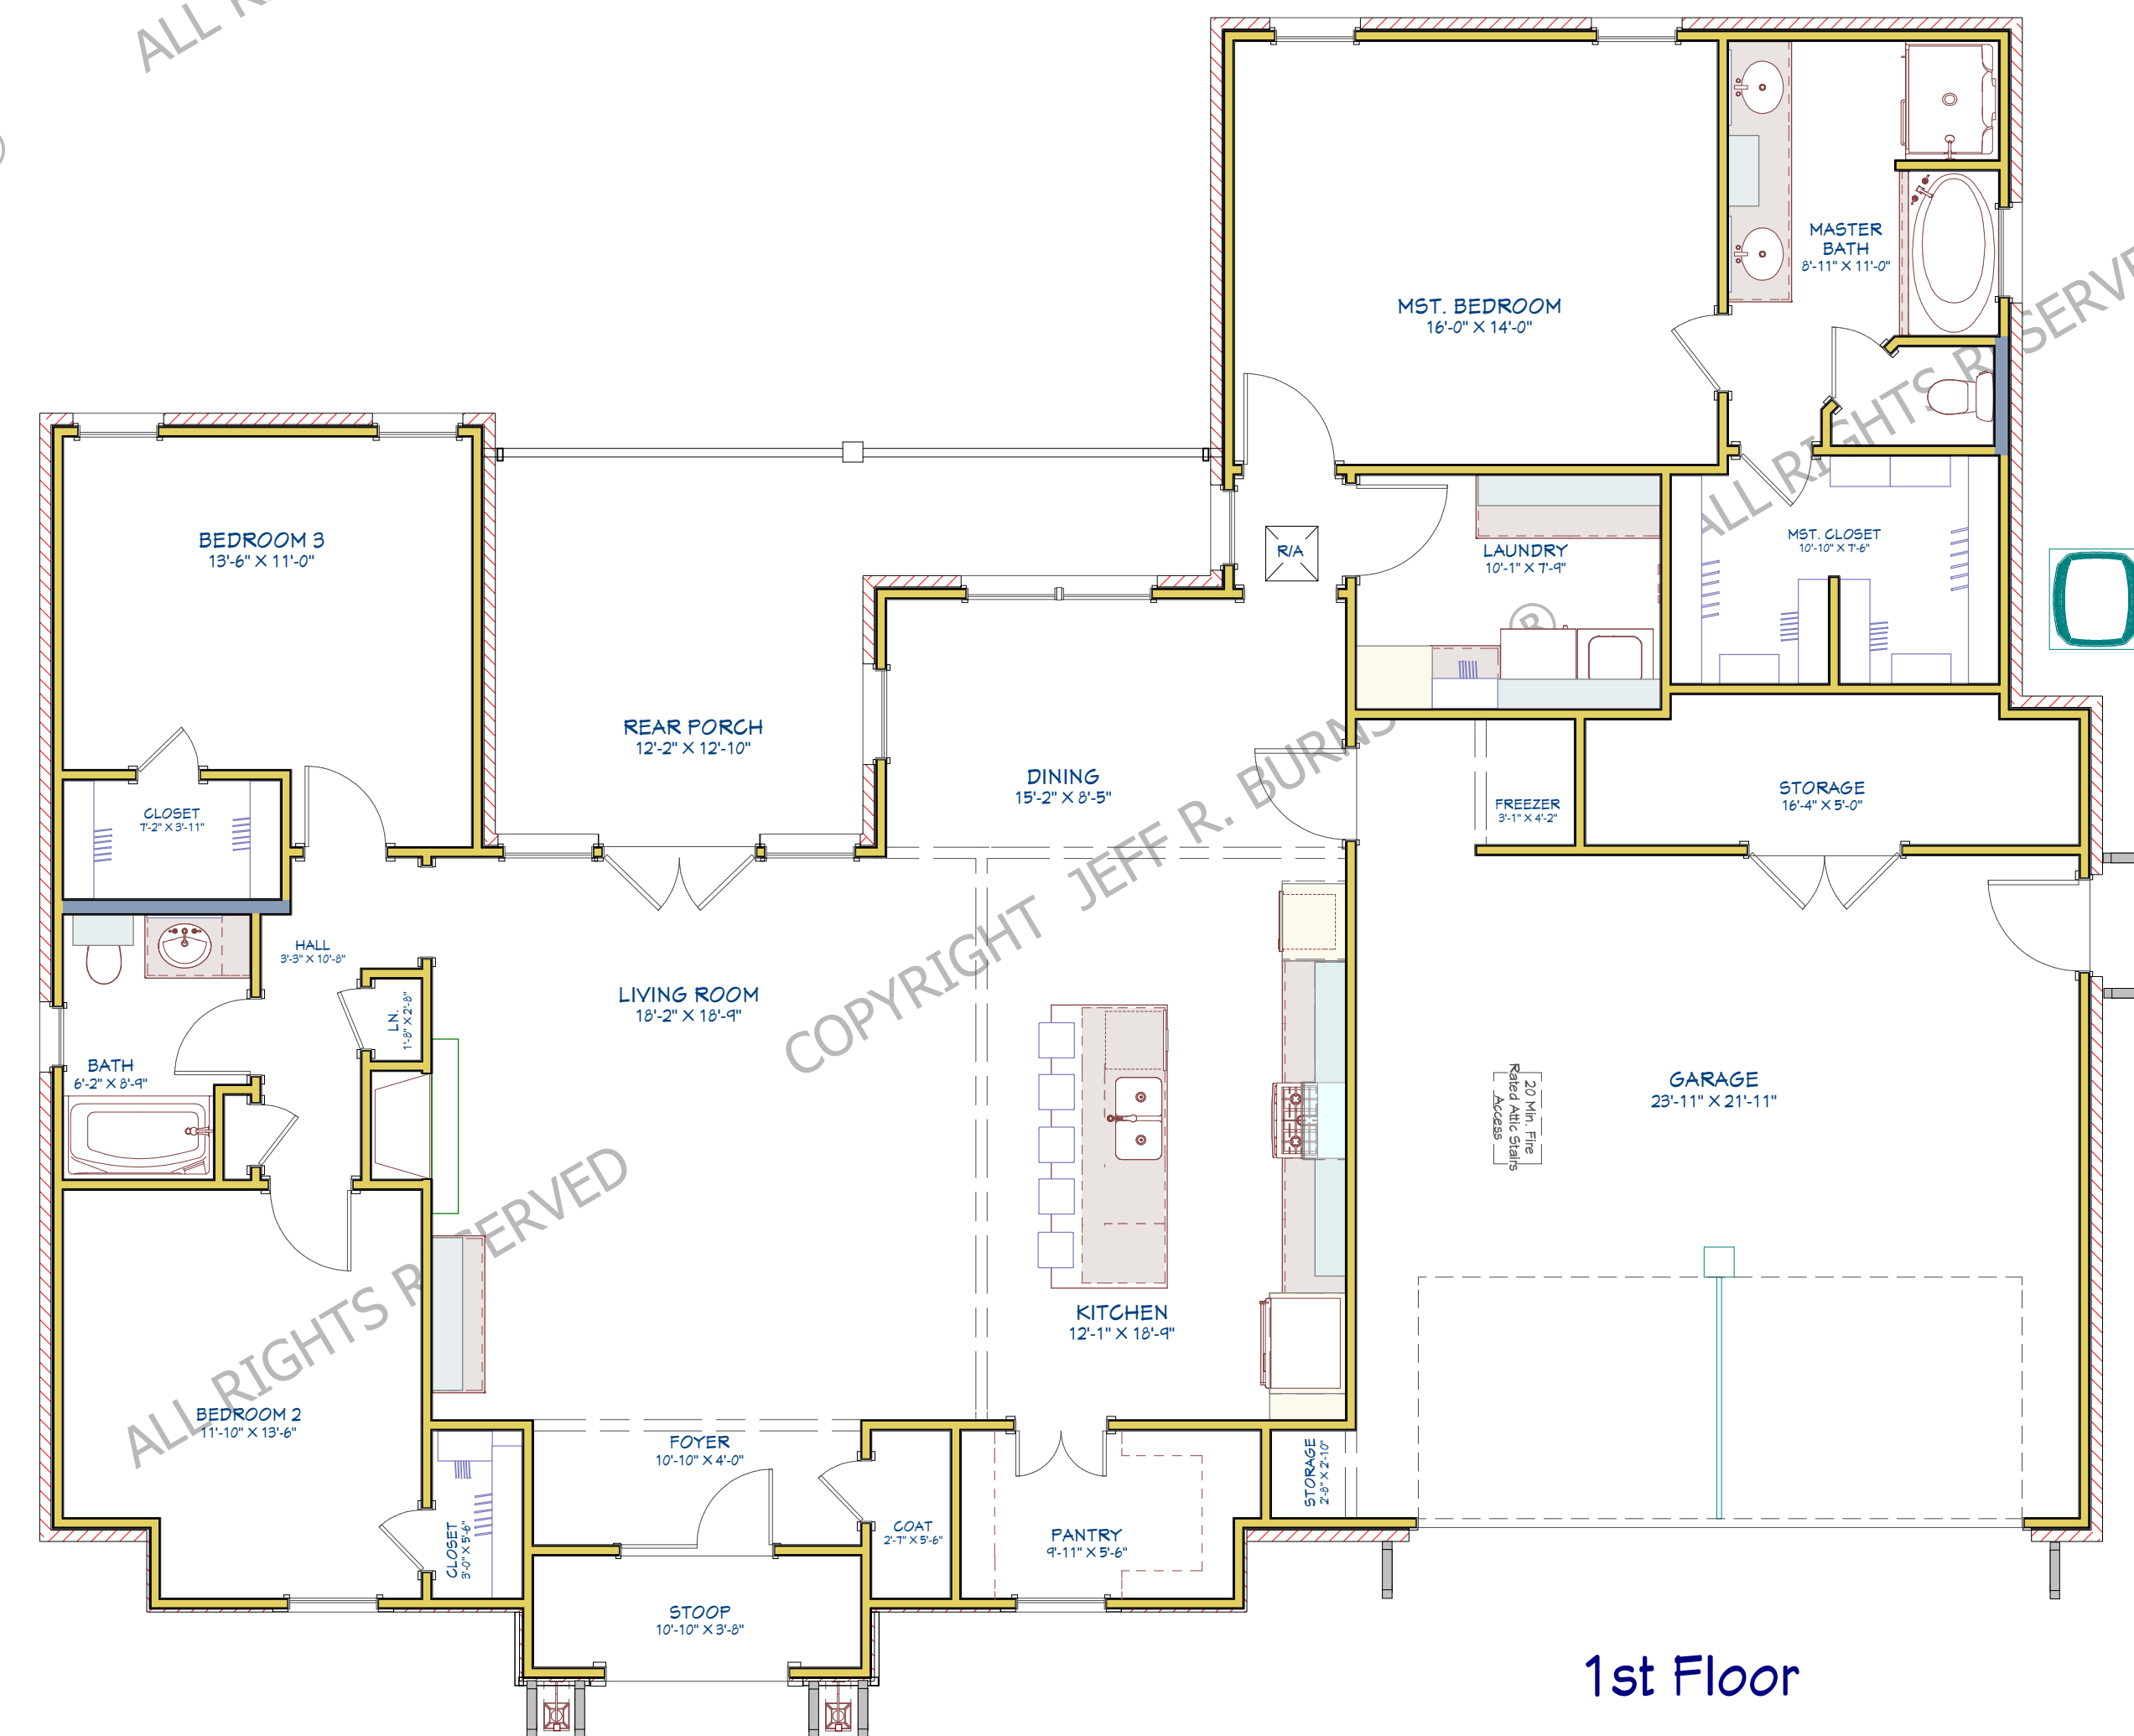 ALL R
®
MASTER
BATH
8'-11" X 11'-0"
MST. BEDROOM
16'-0" X 14'-0"
ALL RIGHTS RESERVED
BEDROOM 3
13'-6" X 11'-0"
R/A
LAUNDRY
10'-1" X 7'-9"
MST. CLOSET
10'-10" X 7'-6"
REAR PORCH
12'-2" X 12'-10"
DINING
15'-2" X 8'-5"
FREEZER
3'-1" X 4'-2"
STORAGE
16'-4" X 5'-0"
CLOSET
7'-2" X 3'-11"
HALL
3'-3" X 10'-8"
LN.
1'-8" X 2'-8"
LIVING ROOM
18'-2" X 18'-9"
COPYRIGHT JEFF R. BURNS ®
BATH
6'-2" X 8'-9"
GARAGE
23'-11" X 21'-11"
20 Min. Fire
Rated Attic Stairs
Access
KITCHEN
12'-1" X 18'-9"
ALL RIGHTS RESERVED
BEDROOM 2
11'-10" X 13'-6"
FOYER
10'-10" X 4'-0"
STORAGE
2'-8" X 2'-10"
CLOSET
3'-0" X 5'-6"
COAT
2'-7" X 5'-6"
PANTRY
9'-11" X 5'-6"
STOOP
10'-10" X 3'-8"
1st Floor